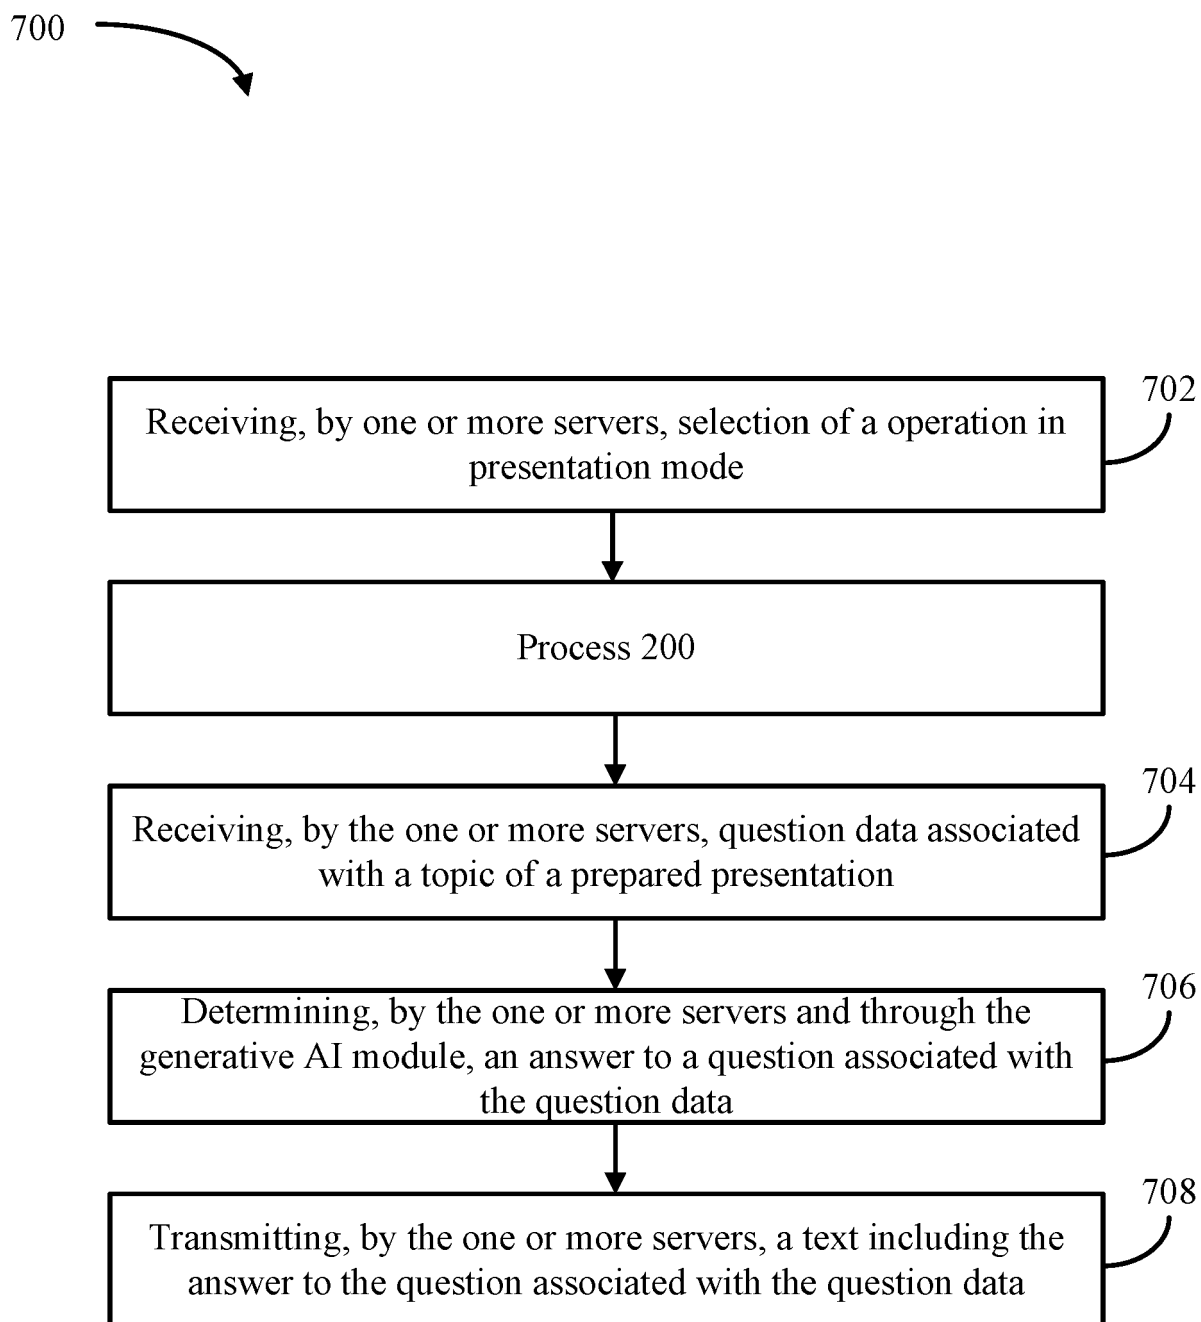 700
702
Receiving, by one or more servers, selection of a operation in
presentation mode
Process 200
704
Receiving, by the one or more servers, question data associated
with a topic of a prepared presentation
706
Determining, by the one or more servers and through the
generative AI module, an answer to a question associated with
the question data
708
Transmitting, by the one or more servers, a text including the
answer to the question associated with the question data